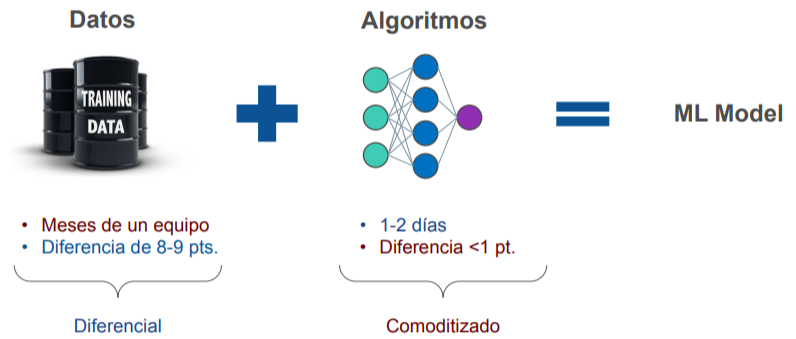 Datos
Algoritmos
TRAINING
DATA
ML Model
• Meses de un equipo
• Diferencia de 8-9 pts.
• 1-2 días
• Diferencia <1 pt.
Diferencial
Comoditizado